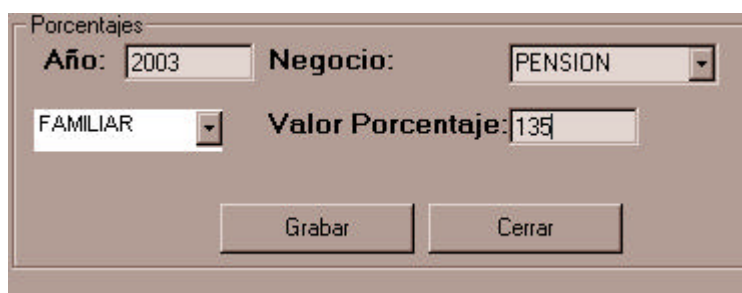 Porcentajes
Año: 2003 Negocio: PENSION
FAMILIAR Valor Porcentaje: 135
Grabar Cerrar